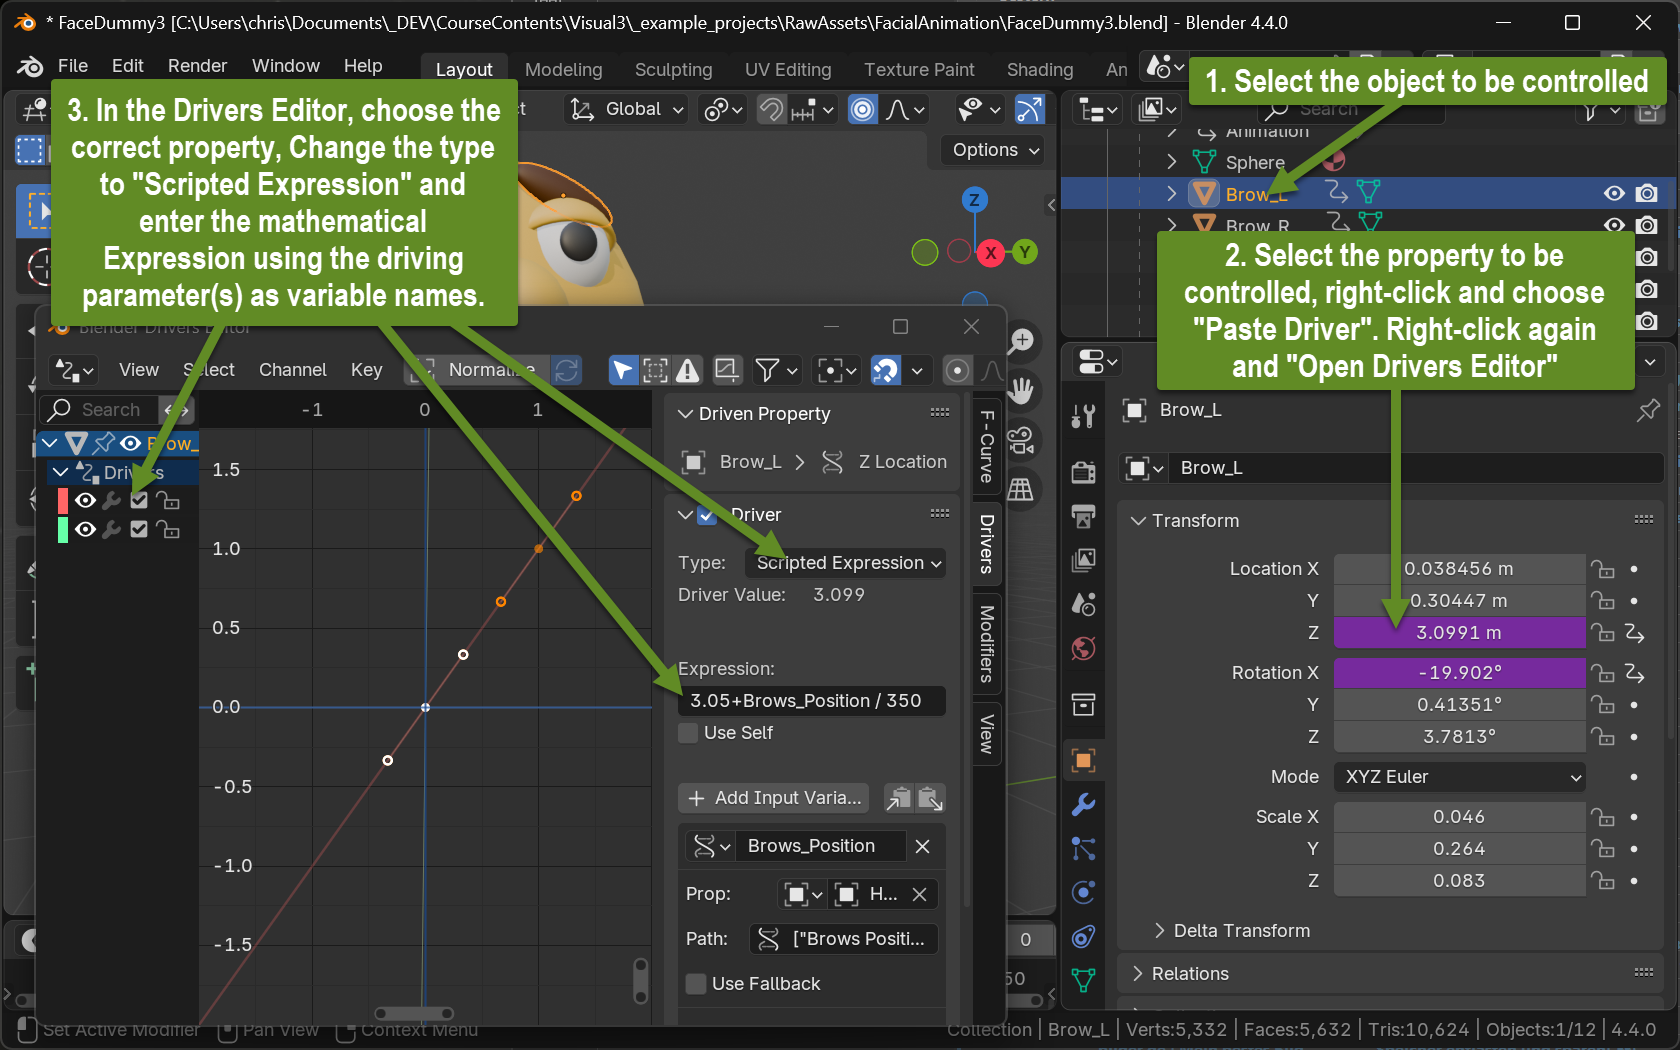 * FaceDummy3 [C:\Users\chris\Documents\_DEV\CourseContents\Visual3\_example_projects\RawAssets\FacialAnimation\FaceDummy3.blend] - Blender 4.4.0
File Edit Render Window Help Layout Modeling Sculpting UV Editing Texture Paint Shading An
1. Select the object to be controlled
3. In the Drivers Editor, choose the
correct property, Change the type
to "Scripted Expression" and
enter the mathematical
Expression using the driving
parameter(s) as variable names.
Global
Options
Z
X
Y
Search
Animation
Sphere
Brow_L
Brow_R
2. Select the property to be
controlled, right-click and choose
"Paste Driver". Right-click again
and "Open Drivers Editor"
Blender Drivers Editor
View Select Channel Key Normalize
Search
-1 0 1
Brow_
Drivers
1.5
1.0
0.5
0.0
-0.5
-1.0
-1.5
Driven Property
Brow_L Z Location
Driver
Type: Scripted Expression
Driver Value: 3.099
Expression:
3.05+Brows_Position / 350
Use Self
Add Input Varia...
Brows_Position
Prop: H...
Path: ["Brows Positi...
Use Fallback
F-Curve
Drivers
Modifiers
View
0
50
Brow_L
Brow_L
Transform
Location X 0.038456 m
Y 0.30447 m
Z 3.0991 m
Rotation X -19.902°
Y 0.41351°
Z 3.7813°
Mode XYZ Euler
Scale X 0.046
Y 0.264
Z 0.083
Delta Transform
Relations
Set Active Modifier Pan View Context Menu
Collection | Brow_L | Verts:5,332 | Faces:5,632 | Tris:10,624 | Objects:1/12 | 4.4.0